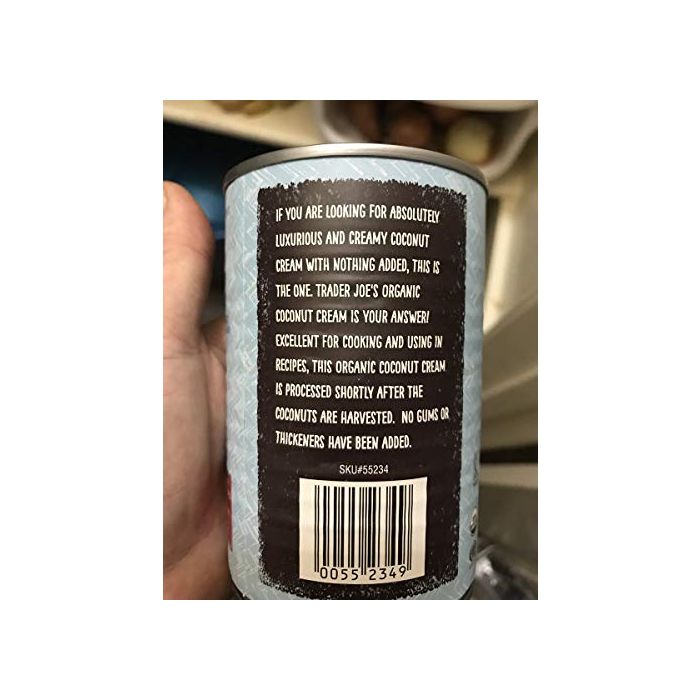 IF YOU ARE LOOKING FOR ABSOLUTELY
LUXURIOUS AND CREAMY COCONUT
CREAM WITH NOTHING ADDED, THIS IS
THE ONE. TRADER JOE'S ORGANIC
COCONUT CREAM IS YOUR ANSWER!
EXCELLENT FOR COOKING AND USING IN
RECIPES, THIS ORGANIC COCONUT CREAM
IS PROCESSED SHORTLY AFTER THE
COCONUTS ARE HARVESTED. NO GUMS OR
THICKENERS HAVE BEEN ADDED.
SKU#55234
0055 2349